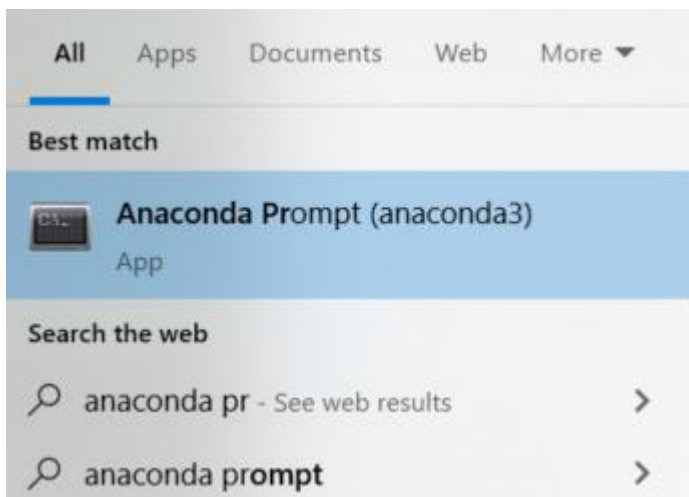 All Apps Documents Web More
Best match
Anaconda Prompt (anaconda3)
App
Search the web
anaconda pr - See web results
anaconda prompt